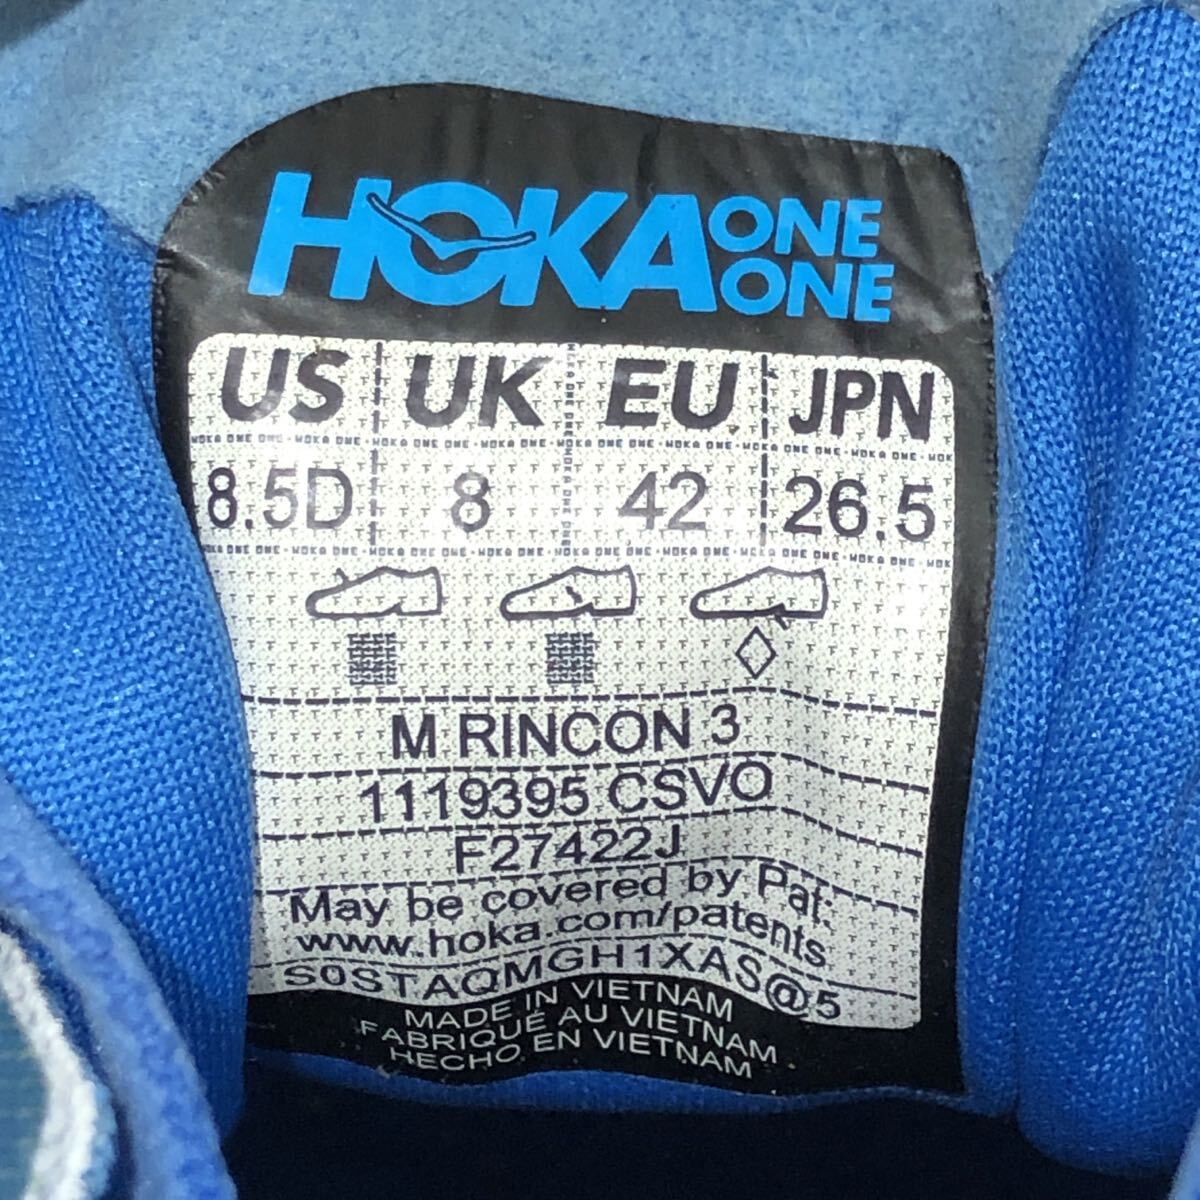 HOKA ONE ONE
US UK EU JPN
8.5D 8 42 26.5
M RINCON 3
1119395 CSVO
F27422J
May be covered by Pat:
www.hoka.com/patents
S0STAQMGH1XAS@5
MADE IN VIETNAM
FABRIQUÉ AU VIETNAM
HECHO EN VIETNAM